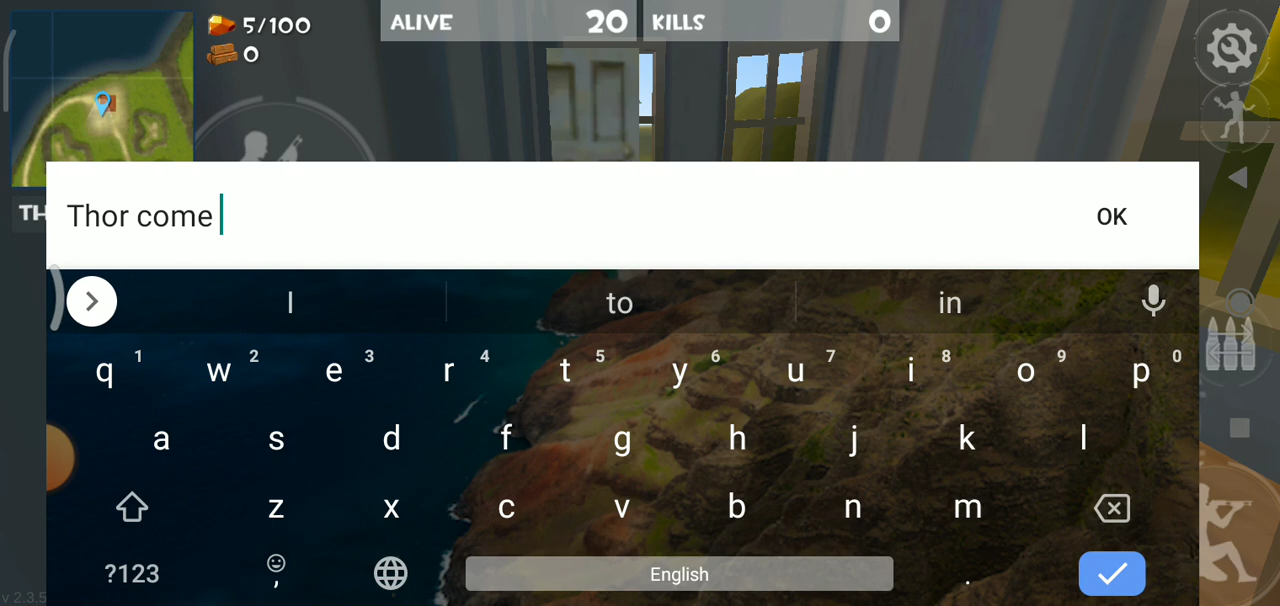 5/100
ALIVE 20 KILLS 0
0
TH
Thor come OK
I to in
q 1 w 2 e 3 r 4 t 5 y 6 u 7 i 8 o 9 p 0
a s d f g h j k l
z x c v b n m
?123 , English .
v 2.3.5